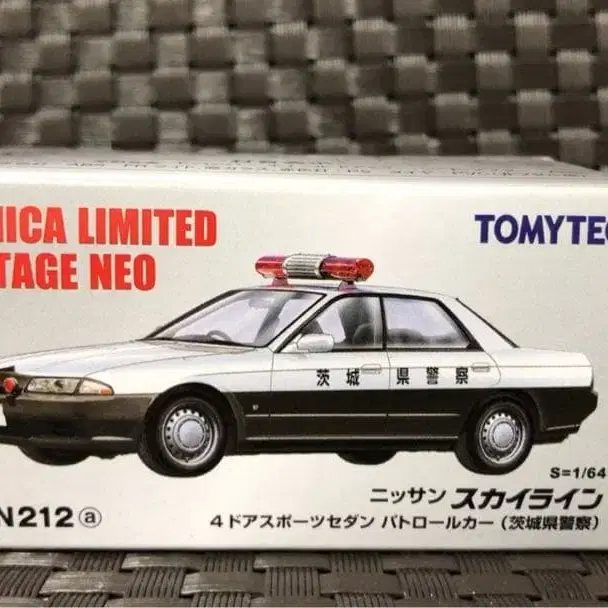 NICA LIMITED
TAGE NEO
TOMYTEC
茨城 県警察
S=1/64
N212 ⓐ
ニッサン スカイライン
4ドアスポーツセダン パトロールカー(茨城県警察)